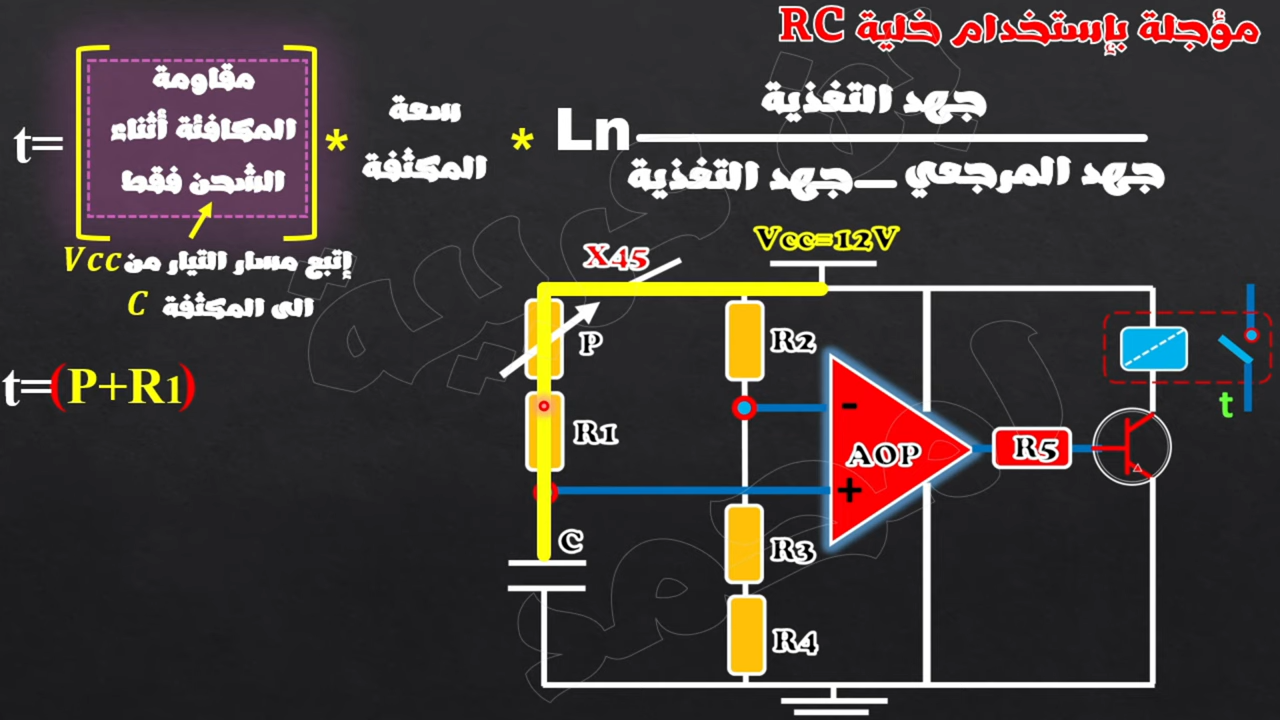 مؤجلة بإستخدام خلية RC
t= [مقاومة
المكافئة أثناء
الشحن فقط]
* سعة
المكثفة
* Ln
جهد التغذية
جهد التغذية – جهد المرجعي
إتبع مسار التيار من Vcc
الى المكثفة C
t=(P+R1)
X45
Vcc=12V
P
R2
R1
-
AOP
+
R5
t
C
R3
R4